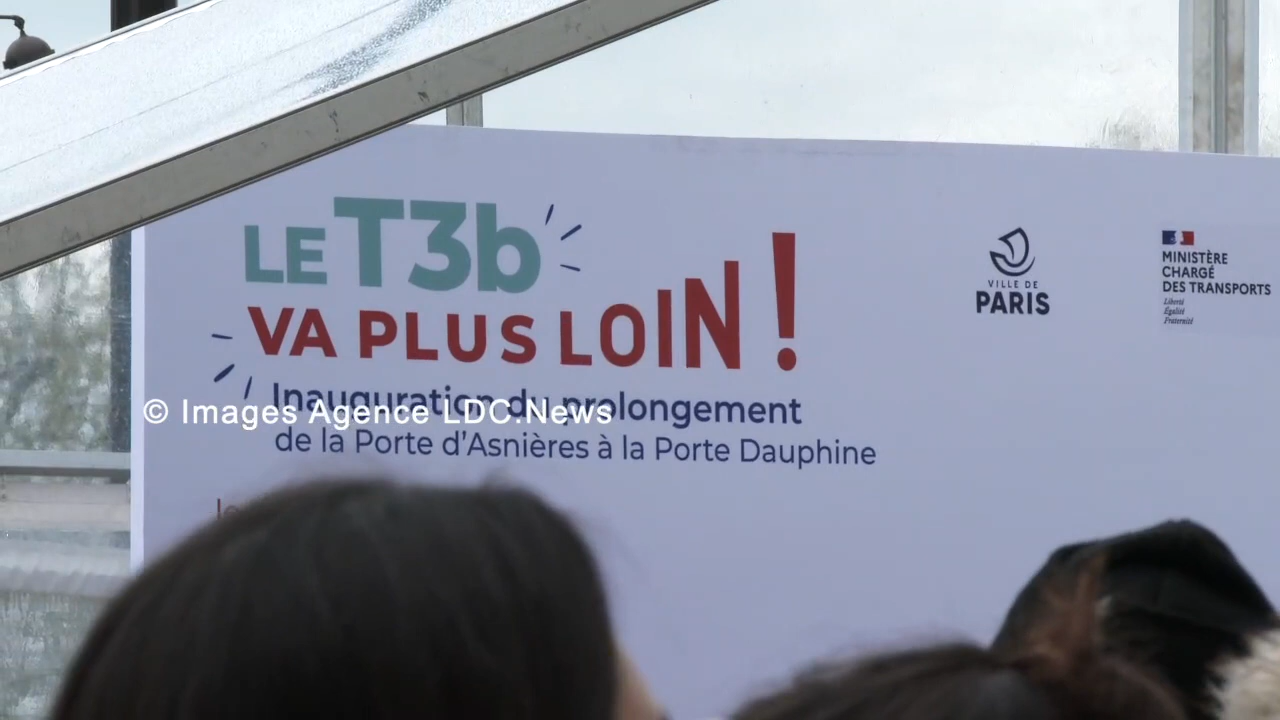 LE T3b
VA PLUS LOIN !
Inauguration du prolongement
de la Porte d'Asnières à la Porte Dauphine
VILLE DE
PARIS
MINISTÈRE
CHARGÉ
DES TRANSPORTS
Liberté
Égalité
Fraternité
© Images Agence LDC.News